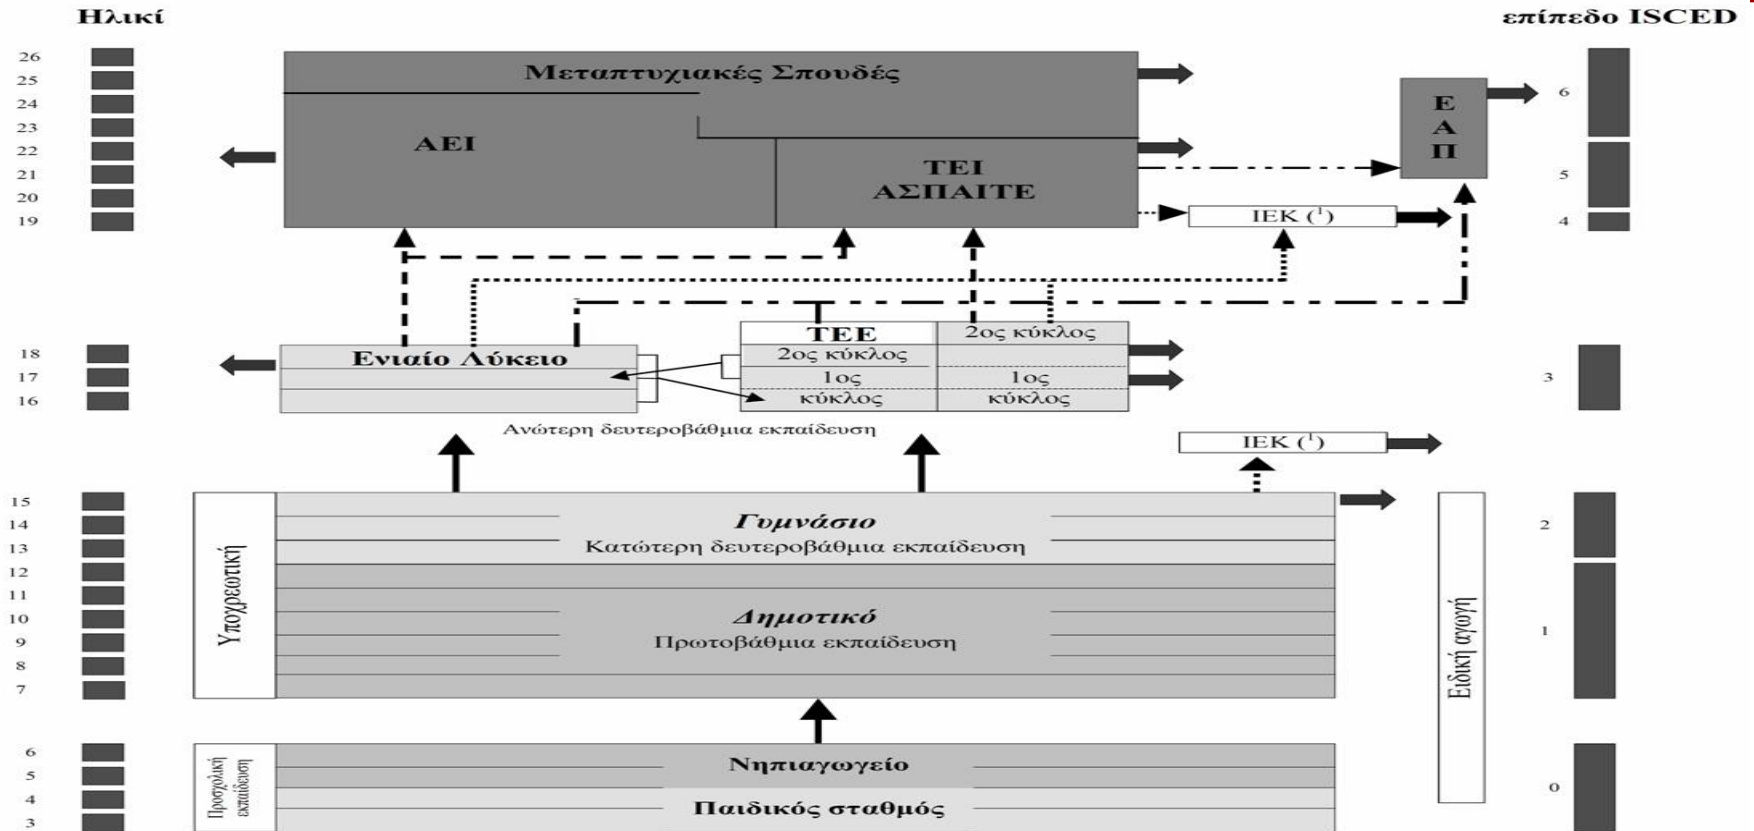 Ηλικί
επίπεδο ISCED
26
25
24
23
22
21
20
19
Μεταπτυχιακές Σπουδές
ΑΕΙ
ΤΕΙ
ΑΣΠΑΙΤΕ
Ε
Α
Π
ΙΕΚ (¹)
6
5
4
18
17
16
Ενιαίο Λύκειο
ΤΕΕ
2ος κύκλος
1ος
κύκλος
2ος κύκλος
1ος
κύκλος
3
Ανώτερη δευτεροβάθμια εκπαίδευση
ΙΕΚ (¹)
15
14
13
12
11
10
9
8
7
Υποχρεωτική
Γυμνάσιο
Κατώτερη δευτεροβάθμια εκπαίδευση
Δημοτικό
Πρωτοβάθμια εκπαίδευση
Ειδική αγωγή
2
1
6
5
4
3
Προσχολική
εκπαίδευση
Νηπιαγωγείο
Παιδικός σταθμός
0